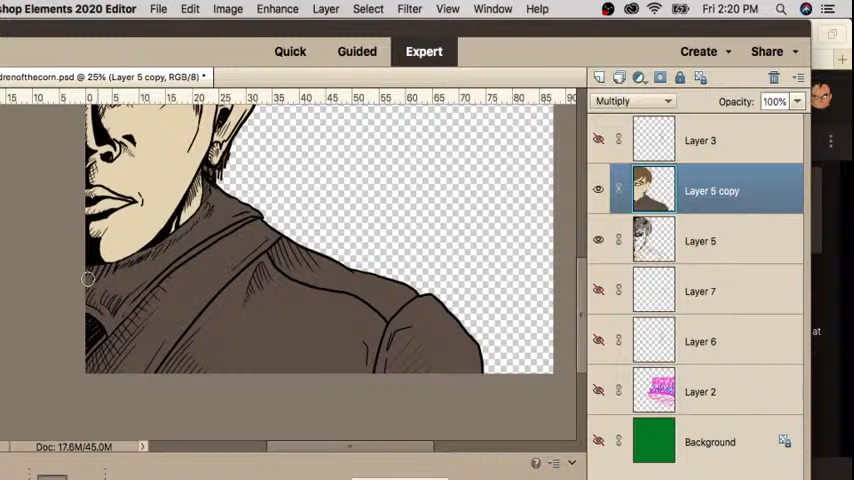 shop Elements 2020 Editor File Edit Image Enhance Layer Select Filter View Window Help Fri 2:20 PM
Quick Guided Expert Create Share
drenofthecorn.psd @ 25% (Layer 5 copy, RGB/8) *
15 10 5 0 5 10 15 20 25 30 35 40 45 50 55 60 65 70 75 80 85 90
Multiply Opacity: 100%
Layer 3
Layer 5 copy
Layer 5
Layer 7
at
Layer 6
Layer 2
Background
Doc: 17.6M/45.0M